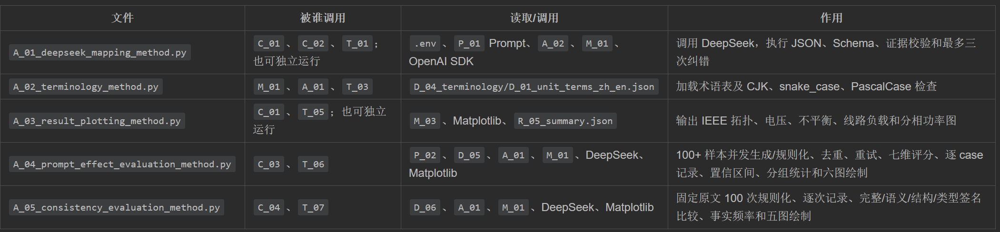 文件 被谁调用 读取/调用 作用
A_01_deepseek_mapping_method.py
C_01、C_02、T_01；
也可独立运行
.env、P_01 Prompt、A_02、M_01、
OpenAI SDK
调用 DeepSeek，执行 JSON、Schema、证据校验和最多三
次纠错
A_02_terminology_method.py
M_01、A_01、T_03
D_04_terminology/D_01_unit_terms_zh_en.json
加载术语表及 CJK、snake_case、PascalCase 检查
A_03_result_plotting_method.py
C_01、T_05；也可独立
运行
M_03、Matplotlib、R_05_summary.json
输出 IEEE 拓扑、电压、不平衡、线路负载和分相功率图
A_04_prompt_effect_evaluation_method.py
C_03、T_06
P_02、D_05、A_01、M_01、DeepSeek、
Matplotlib
100+ 样本并发生成/规则化、去重、重试、七维评分、逐 case
记录、置信区间、分组统计和六图绘制
A_05_consistency_evaluation_method.py
C_04、T_07
D_06、A_01、M_01、DeepSeek、Matplotlib
固定原文 100 次规则化、逐次记录、完整/语义/结构/类型签名
比较、事实频率和五图绘制